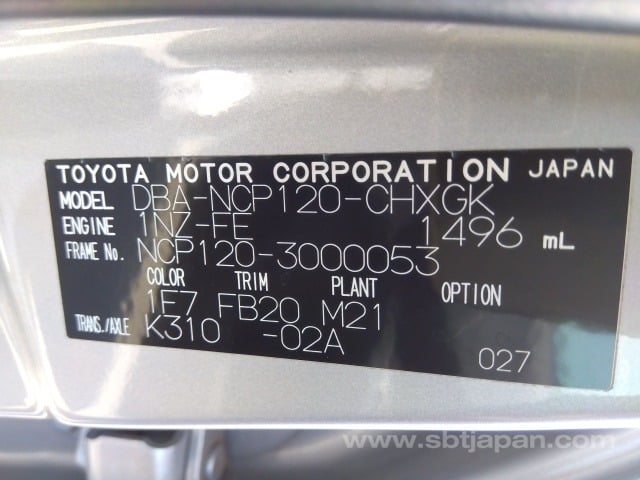 TOYOTA MOTOR CORPORATION JAPAN
MODEL DBA-NCP120-CHXGK
ENGINE 1NZ-FE 1496 mL
FRAME No. NCP120-3000053
COLOR TRIM PLANT OPTION
1F7 FB20 M21
TRANS./AXLE K310 -02A
027
www.sbtjapan.com